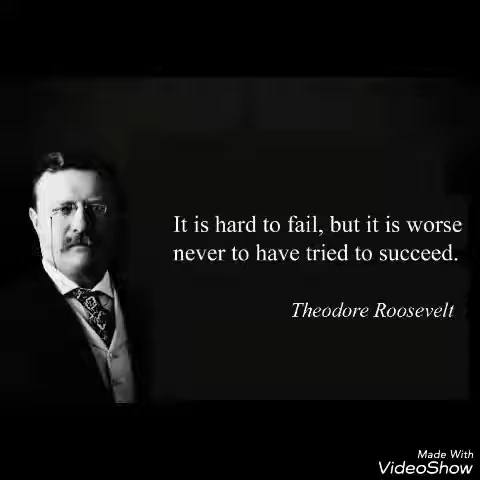 It is hard to fail, but it is worse
never to have tried to succeed.
Theodore Roosevelt
Made With
VideoShow